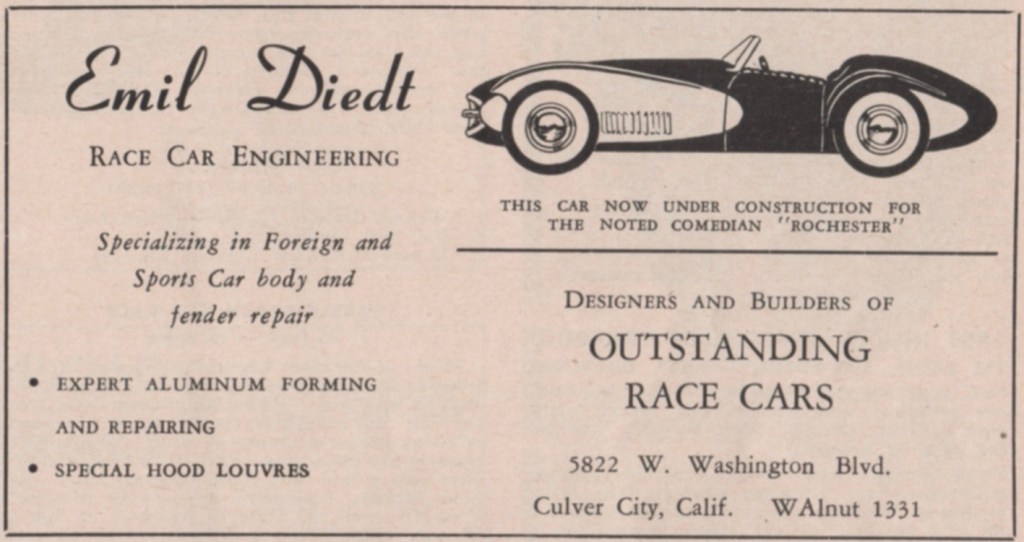 Emil Diedt
RACE CAR ENGINEERING
Specializing in Foreign and
Sports Car body and
fender repair
• EXPERT ALUMINUM FORMING
AND REPAIRING
• SPECIAL HOOD LOUVRES
THIS CAR NOW UNDER CONSTRUCTION FOR
THE NOTED COMEDIAN "ROCHESTER"
DESIGNERS AND BUILDERS OF
OUTSTANDING
RACE CARS
5822 W. Washington Blvd.
Culver City, Calif. WAlnut 1331